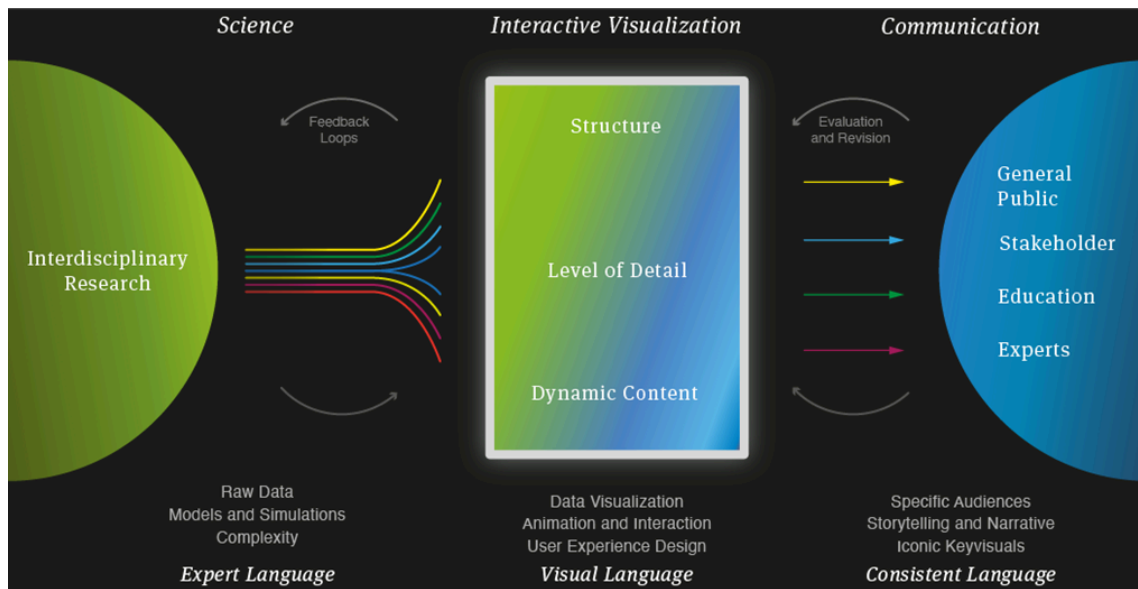 Science
Interactive Visualization
Communication
Feedback
Loops
Structure
Evaluation
and Revision
General
Public
Interdisciplinary
Research
Level of Detail
Stakeholder
Education
Experts
Dynamic Content
Raw Data
Models and Simulations
Complexity
Data Visualization
Animation and Interaction
User Experience Design
Specific Audiences
Storytelling and Narrative
Iconic Keyvisuals
Expert Language
Visual Language
Consistent Language